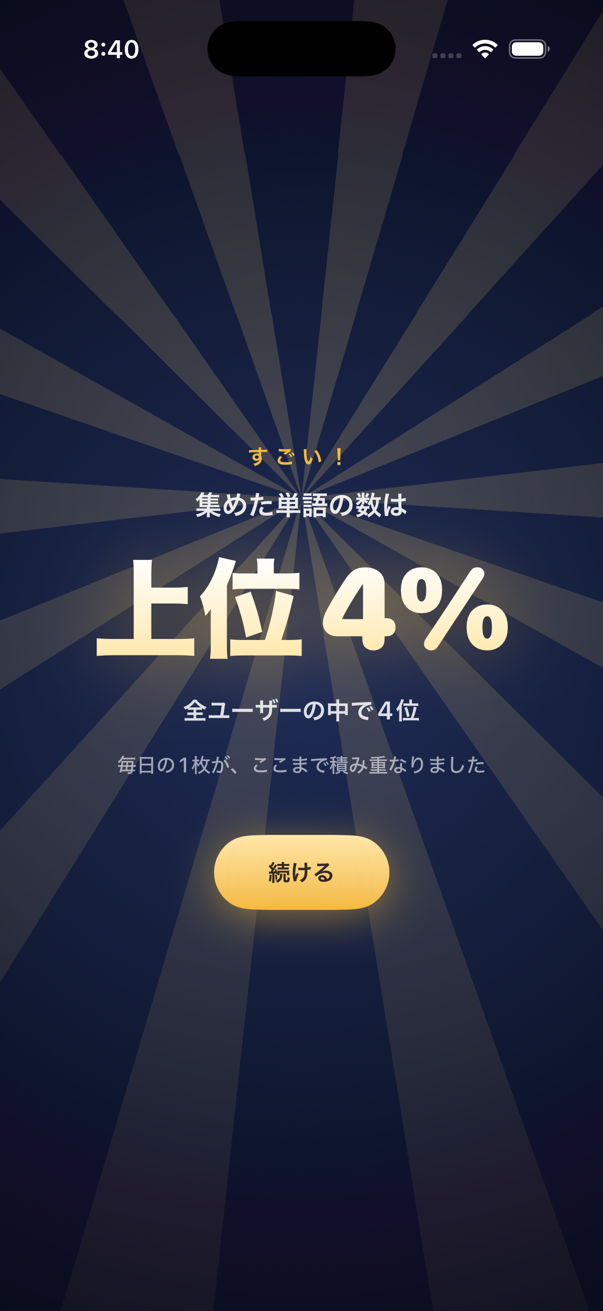 8:40
すごい！
集めた単語の数は
上位 4%
全ユーザーの中で4位
毎日の1枚が、ここまで積み重なりました
続ける